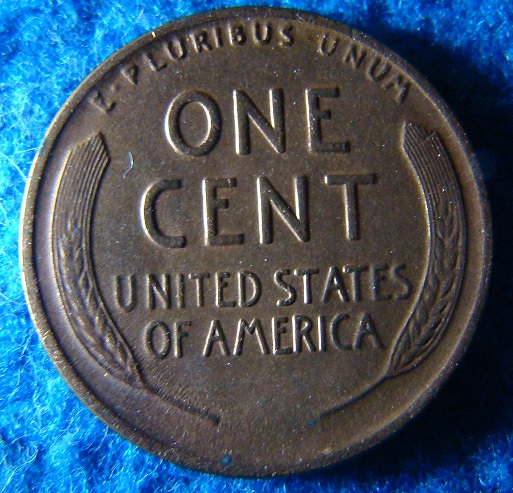 E·PLURIBUS UNUM
ONE
CENT
UNITED STATES
OF AMERICA